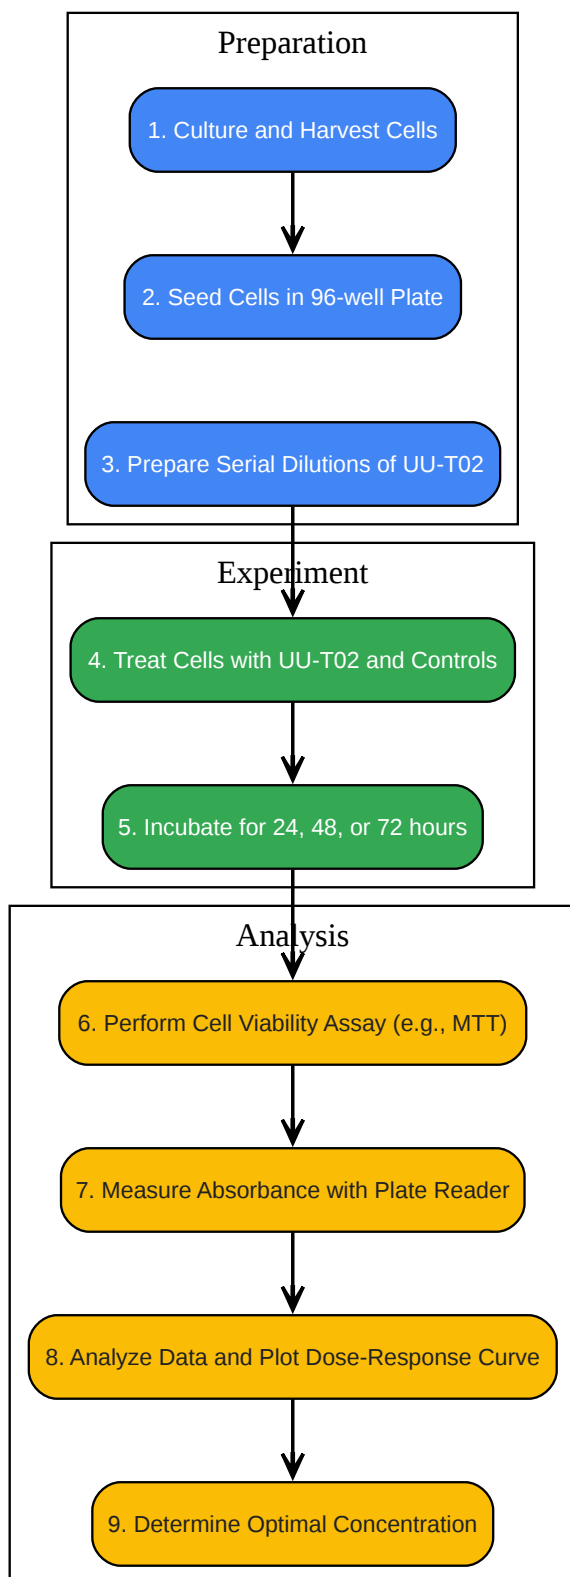 Preparation
1. Culture and Harvest Cells
2. Seed Cells in 96-well Plate
3. Prepare Serial Dilutions of UU-T02
Experiment
4. Treat Cells with UU-T02 and Controls
5. Incubate for 24, 48, or 72 hours
Analysis
6. Perform Cell Viability Assay (e.g., MTT)
7. Measure Absorbance with Plate Reader
8. Analyze Data and Plot Dose-Response Curve
9. Determine Optimal Concentration